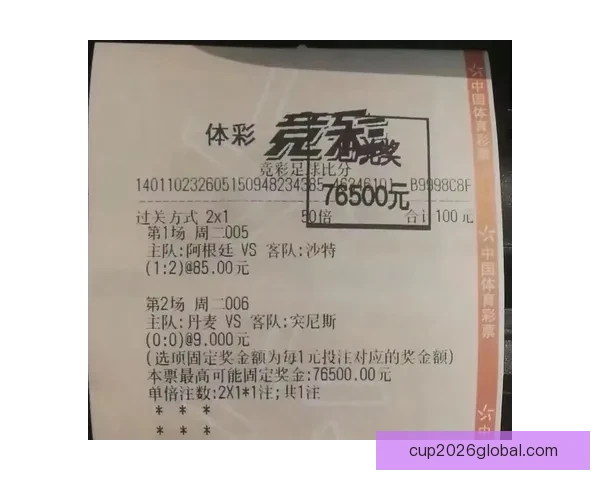 体彩 竞彩
已兑奖
76500元
竞彩足球比分
B9998C8F
过关方式 2x1 50倍 合计 100 元
第1场 周二005
主队:阿根廷 VS 客队:沙特
(1:2)@85.00元
第2场 周二006
主队:丹麦 VS 客队:突尼斯
(0:0)@9.000元
(选项固定奖金额为每1元投注对应的奖金额)
本票最高可能固定奖金:76500.00元
单倍注数:2X1*1注;共1注
* * *
* * *
中国体育彩票
中国体育彩票
中
cup2026global.com